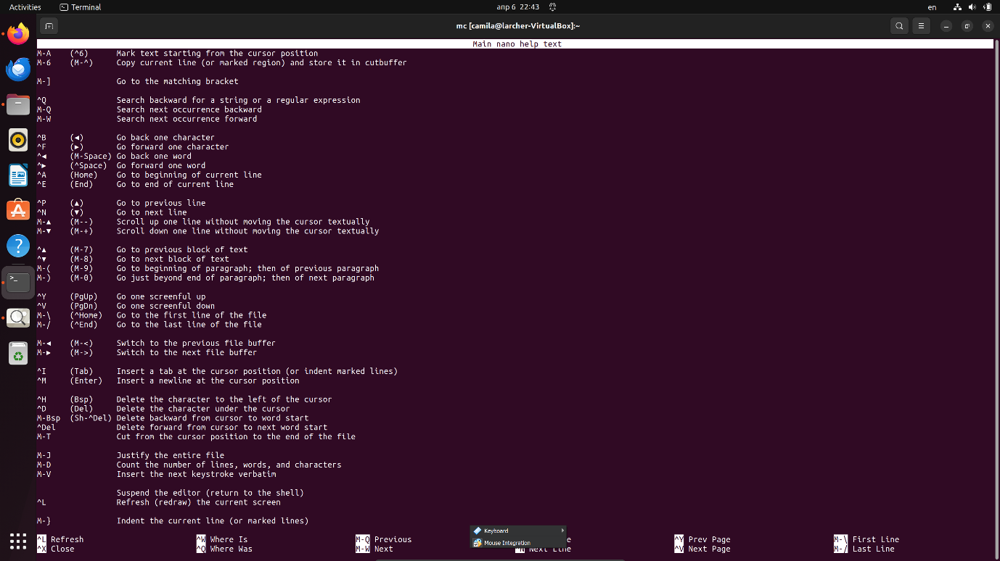 Activities Terminal апр 6 22:43 en
mc [camila@larcher-VirtualBox]:~
Main nano help text
M-A (^6) Mark text starting from the cursor position
M-6 (M-^) Copy current line (or marked region) and store it in cutbuffer
M-] Go to the matching bracket
^Q Search backward for a string or a regular expression
M-Q Search next occurrence backward
M-W Search next occurrence forward
^B (◀) Go back one character
^F (▶) Go forward one character
^◀ (M-Space) Go back one word
^▶ (^Space) Go forward one word
^A (Home) Go to beginning of current line
^E (End) Go to end of current line
^P (▲) Go to previous line
^N (▼) Go to next line
M-▲ (M--) Scroll up one line without moving the cursor textually
M-▼ (M-+) Scroll down one line without moving the cursor textually
^▲ (M-7) Go to previous block of text
^▼ (M-8) Go to next block of text
M-( (M-9) Go to beginning of paragraph; then of previous paragraph
M-) (M-0) Go just beyond end of paragraph; then of next paragraph
^Y (PgUp) Go one screenful up
^V (PgDn) Go one screenful down
M-\ (^Home) Go to the first line of the file
M-/ (^End) Go to the last line of the file
M-◀ (M-<) Switch to the previous file buffer
M-▶ (M->) Switch to the next file buffer
^I (Tab) Insert a tab at the cursor position (or indent marked lines)
^M (Enter) Insert a newline at the cursor position
^H (Bsp) Delete the character to the left of the cursor
^D (Del) Delete the character under the cursor
M-Bsp (Sh-^Del) Delete backward from cursor to word start
^Del Delete forward from cursor to next word start
M-T Cut from the cursor position to the end of the file
M-J Justify the entire file
M-D Count the number of lines, words, and characters
M-V Insert the next keystroke verbatim
Suspend the editor (return to the shell)
^L Refresh (redraw) the current screen
M-} Indent the current line (or marked lines)
Keyboard
Mouse Integration
^L Refresh ^W Where Is M-Q Previous ^Y Prev Page M-\ First Line
^X Close ^Q Where Was M-W Next ^N Next Line ^V Next Page M-/ Last Line